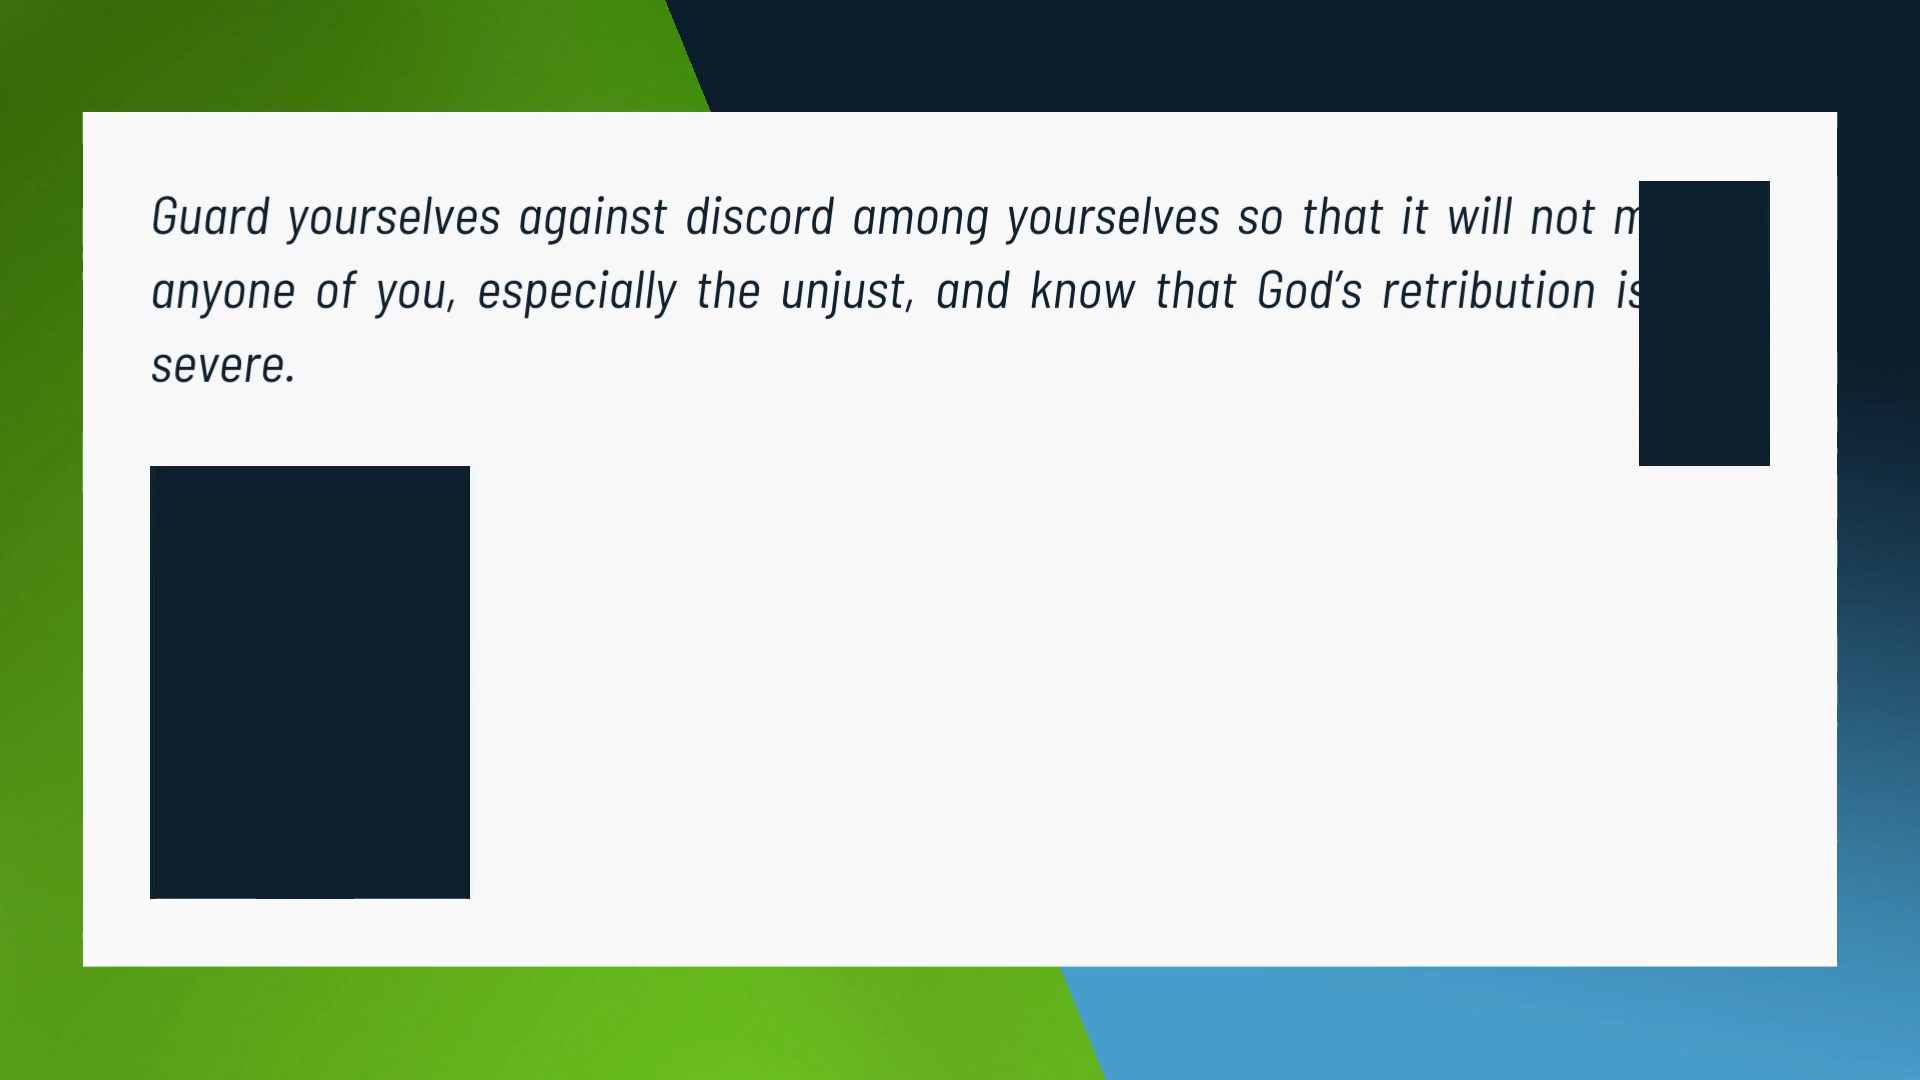 Guard yourselves against discord among yourselves so that it will not
anyone of you, especially the unjust, and know that God’s retribution is
severe.